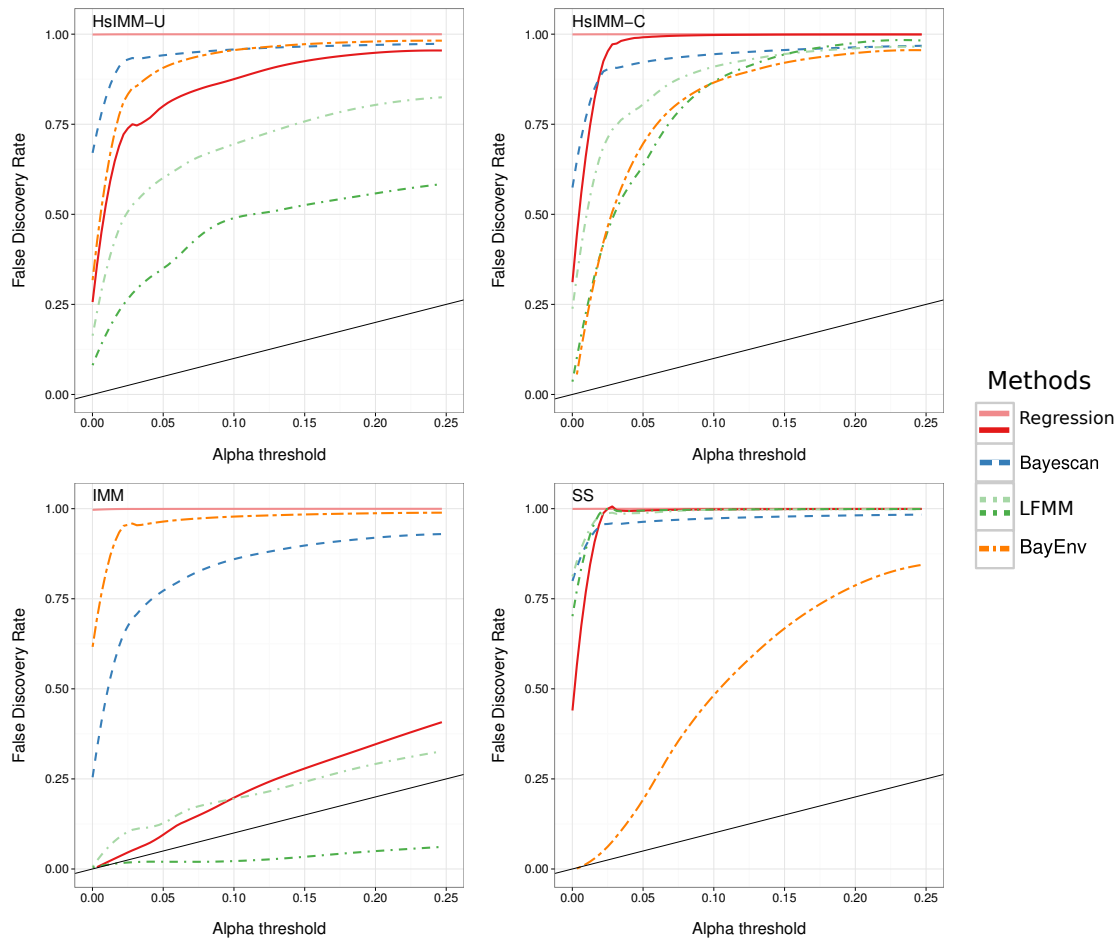 HsIMM-U
1.00
0.75
0.50
0.25
0.00
False Discovery Rate
0.00 0.05 0.10 0.15 0.20 0.25
Alpha threshold
HsIMM-C
1.00
0.75
0.50
0.25
0.00
False Discovery Rate
0.00 0.05 0.10 0.15 0.20 0.25
Alpha threshold
IMM
1.00
0.75
0.50
0.25
0.00
False Discovery Rate
0.00 0.05 0.10 0.15 0.20 0.25
Alpha threshold
SS
1.00
0.75
0.50
0.25
0.00
False Discovery Rate
0.00 0.05 0.10 0.15 0.20 0.25
Alpha threshold
Methods
Regression
Bayescan
LFMM
BayEnv